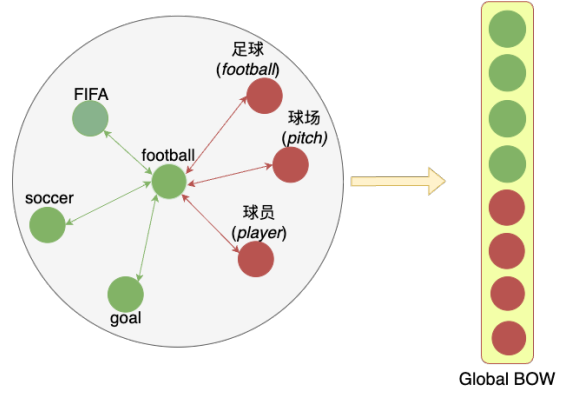 足球
(football)
FIFA
球场
(pitch)
football
soccer
球员
(player)
goal
Global BOW